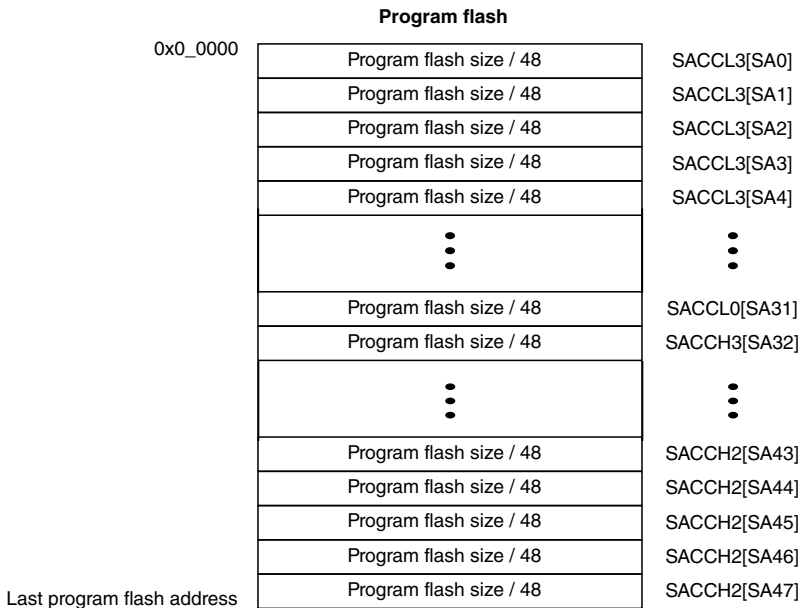 Program flash
0x0_0000
Program flash size / 48 SACCL3[SA0]
Program flash size / 48 SACCL3[SA1]
Program flash size / 48 SACCL3[SA2]
Program flash size / 48 SACCL3[SA3]
Program flash size / 48 SACCL3[SA4]
Program flash size / 48 SACCL0[SA31]
Program flash size / 48 SACCH3[SA32]
Program flash size / 48 SACCH2[SA43]
Program flash size / 48 SACCH2[SA44]
Program flash size / 48 SACCH2[SA45]
Program flash size / 48 SACCH2[SA46]
Program flash size / 48 SACCH2[SA47]
Last program flash address